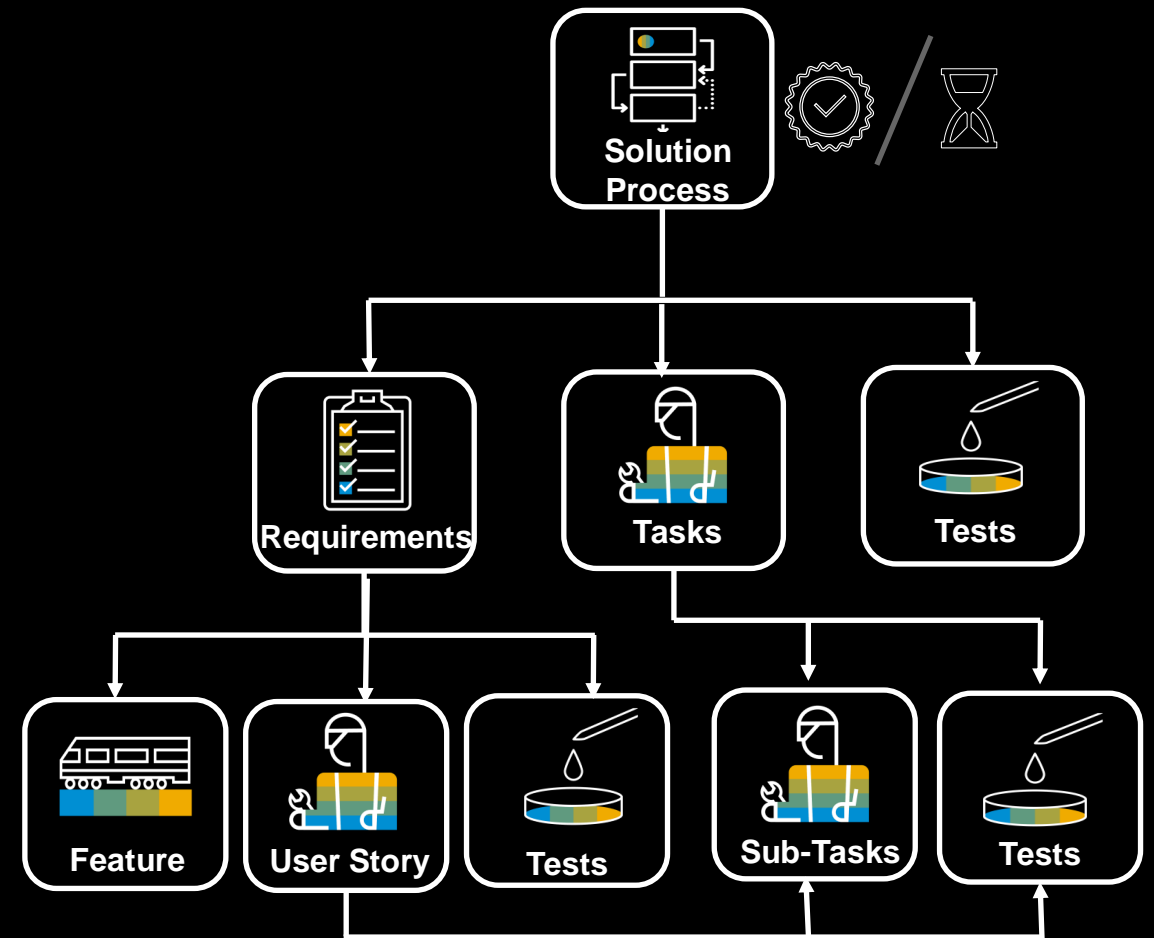 Solution
Process
Requirements
Tasks
Tests
Feature
User Story
Tests
Sub-Tasks
Tests